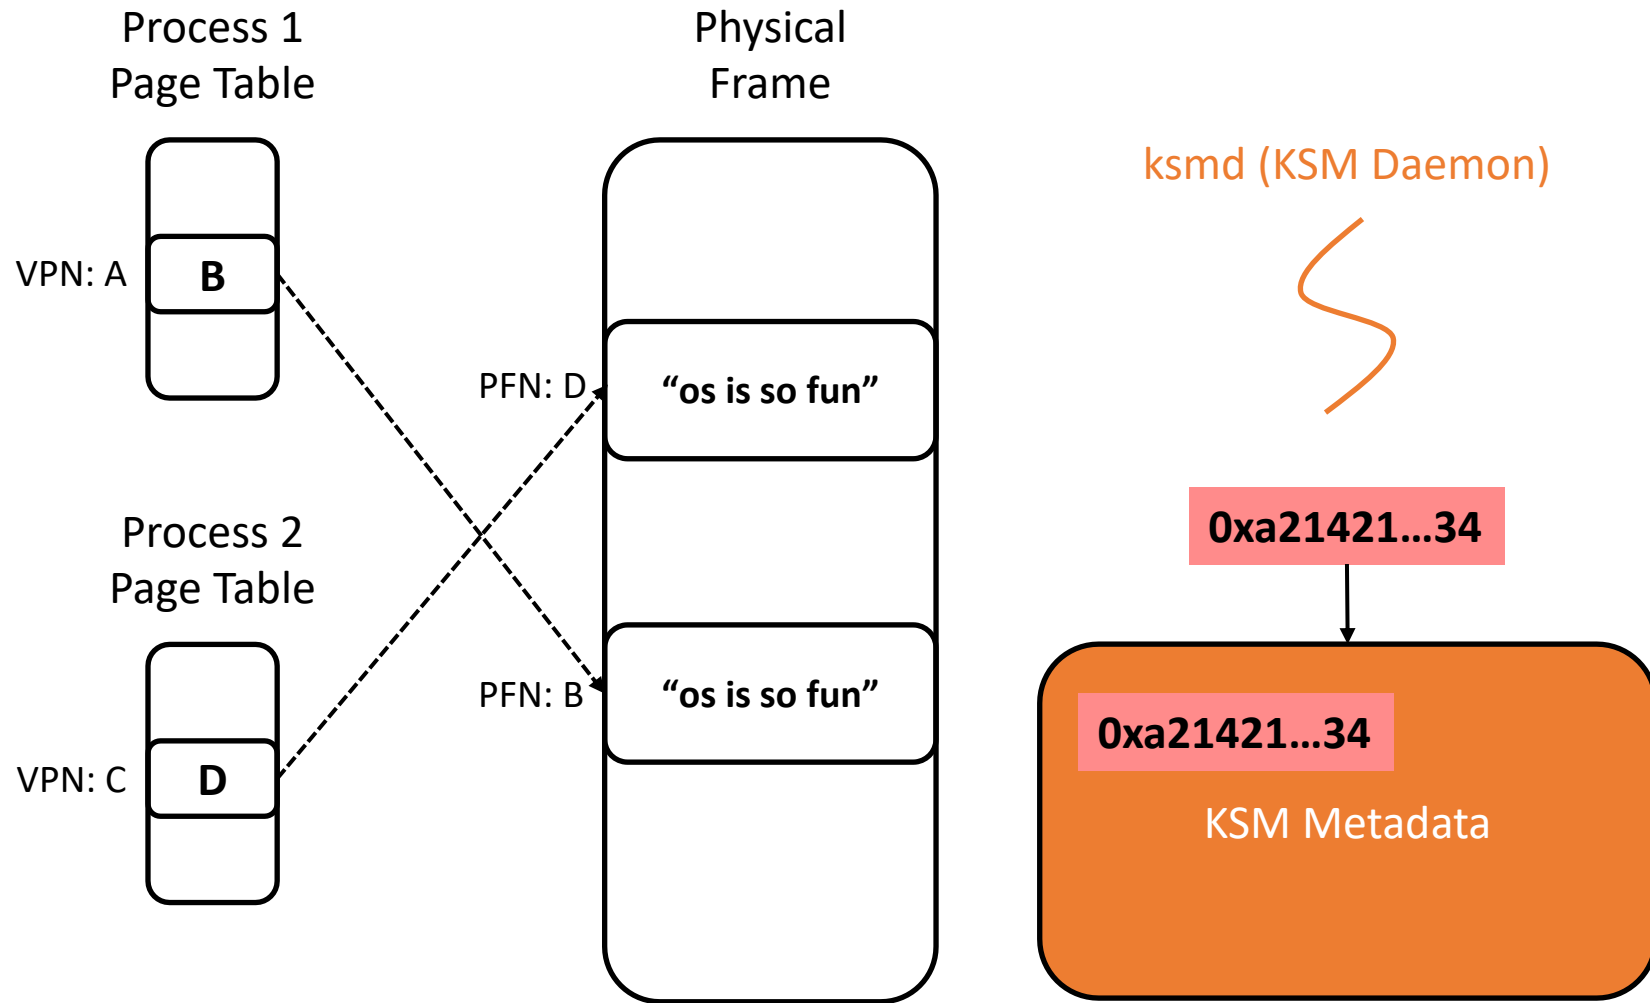 Process 1
Page Table
VPN: A
B
Process 2
Page Table
VPN: C
D
Physical
Frame
PFN: D
“os is so fun”
PFN: B
“os is so fun”
ksmd (KSM Daemon)
0xa21421...34
0xa21421...34
KSM Metadata